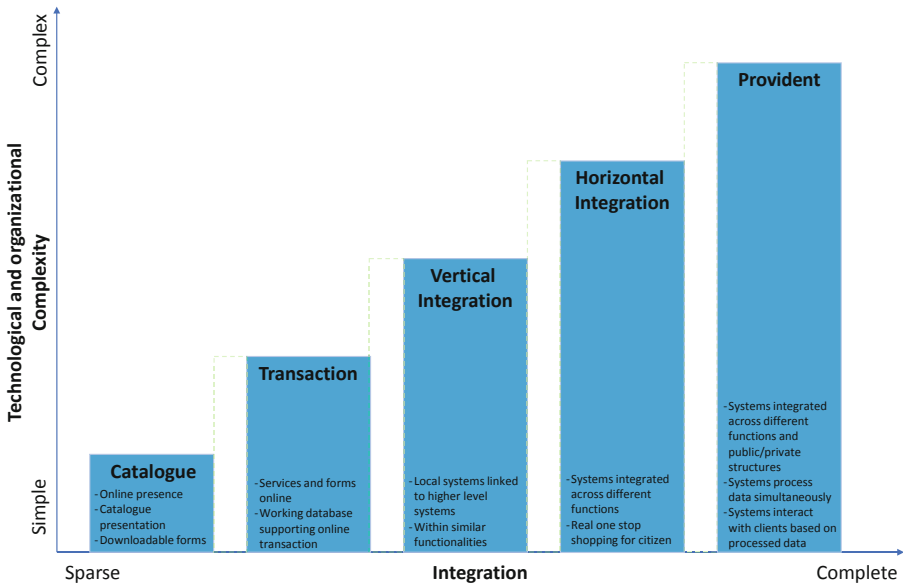 Technological and organizational
Complexity
Complex
Simple
Catalogue
-Online presence
-Catalogue
presentation
-Downloadable forms
Transaction
-Services and forms
online
-Working database
supporting online
transaction
Vertical
Integration
-Local systems linked
to higher level
systems
-Within similar
functionalities
Horizontal
Integration
-Systems integrated
across different
functions
-Real one stop
shopping for citizen
Provident
-Systems integrated
across different
functions and
public/private
structures
-Systems process
data simultaneously
-Systems interact
with clients based on
processed data
Sparse
Integration
Complete